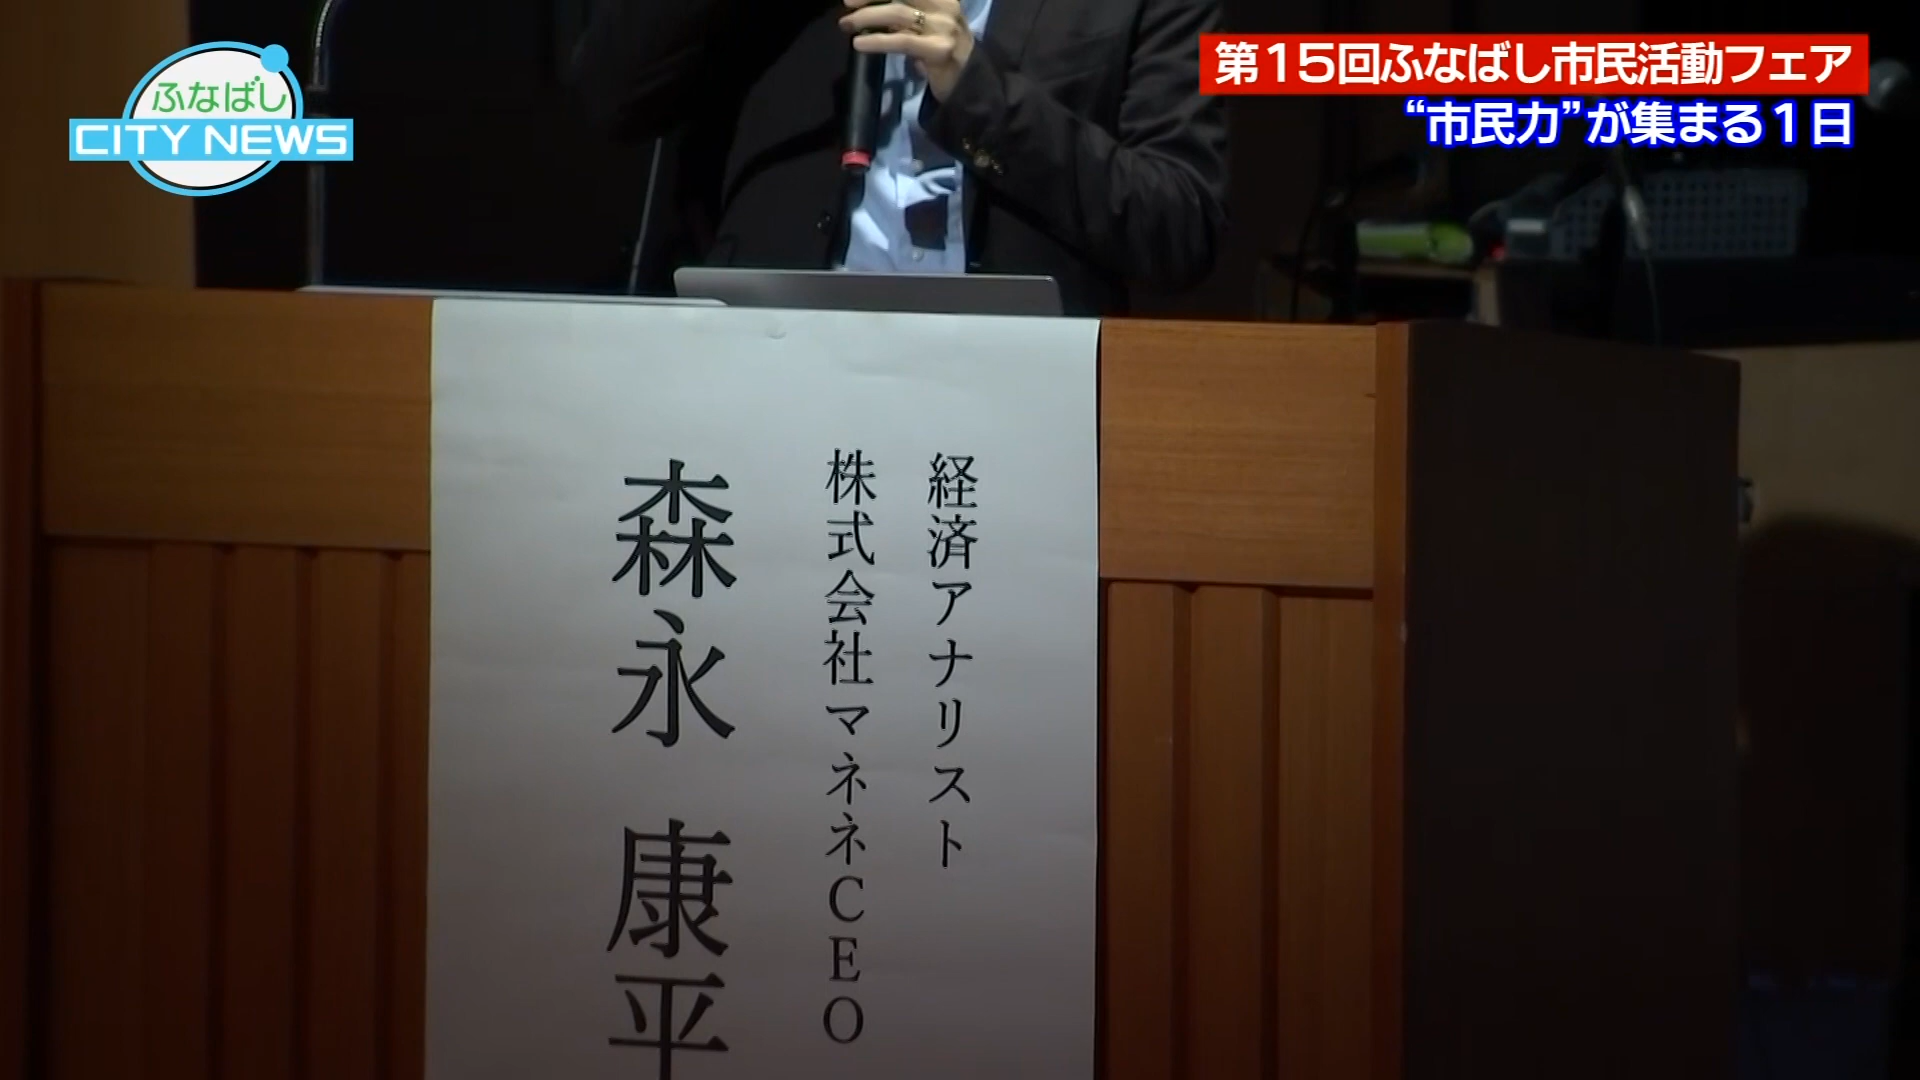 ふなばし
CITY NEWS
第15回ふなばし市民活動フェア
“市民力”が集まる1日
経済アナリスト
株式会社マネネCEO
森永 康平